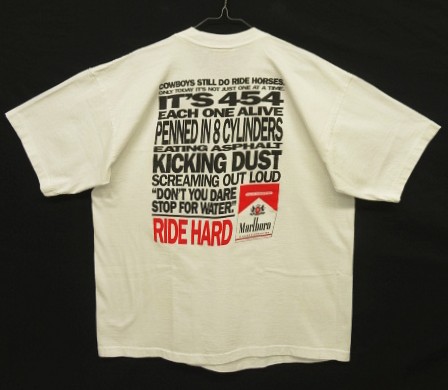 COWBOYS STILL DO RIDE HORSES.
ONLY TODAY IT'S NOT JUST ONE AT A TIME.
IT'S 454
EACH ONE ALIVE
PENNED IN 8 CYLINDERS
EATING ASPHALT
KICKING DUST
SCREAMING OUT LOUD
"DON'T YOU DARE
STOP FOR WATER."
RIDE HARD
Marlboro